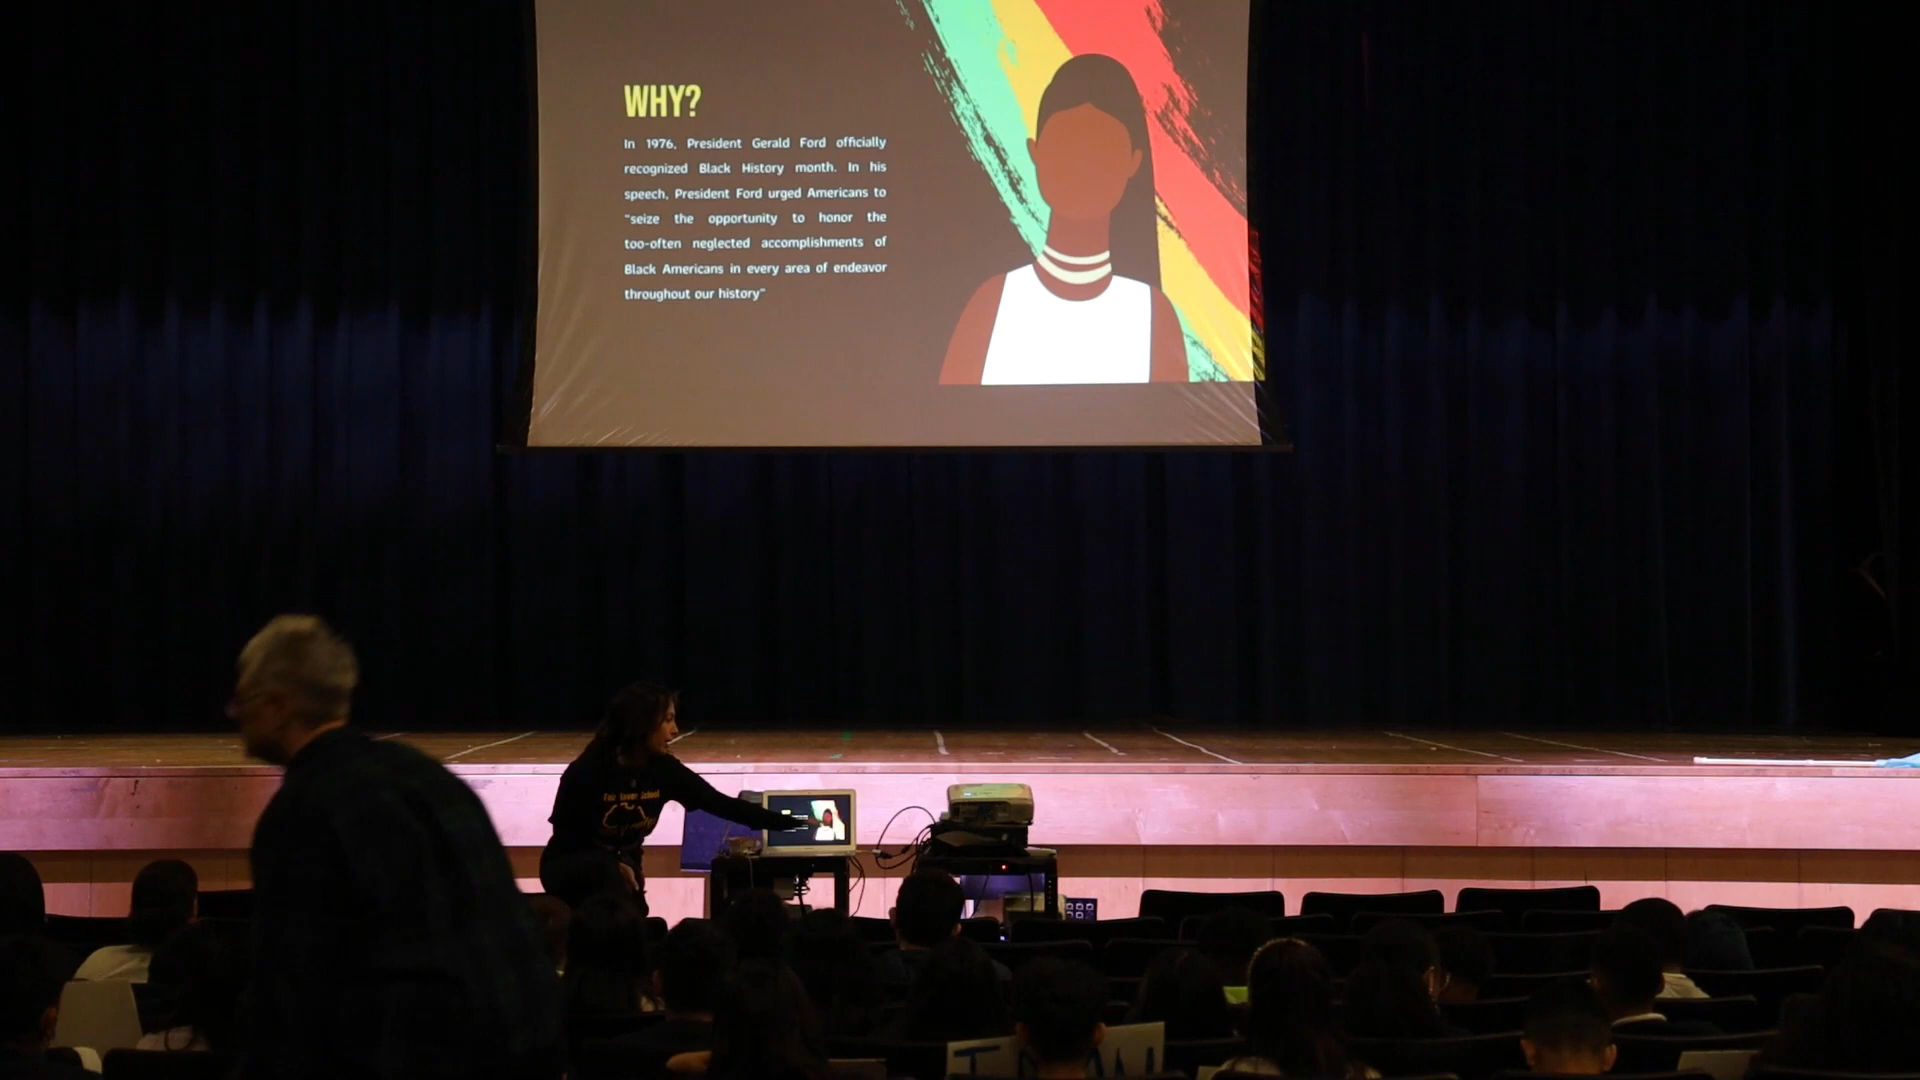 WHY?
In 1976, President Gerald Ford officially
recognized Black History month. In his
speech, President Ford urged Americans to
"seize the opportunity to honor the
too-often neglected accomplishments of
Black Americans in every area of endeavor
throughout our history"